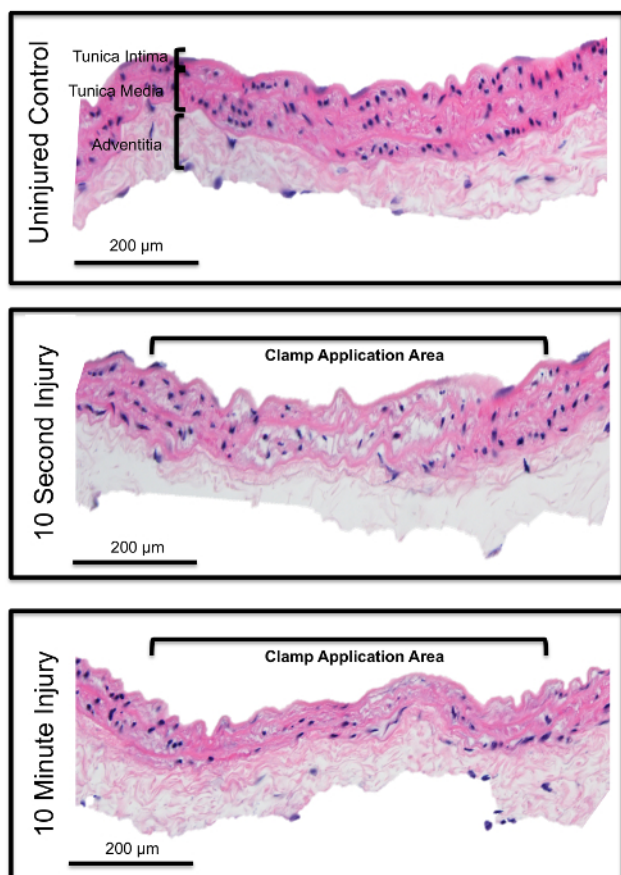 Uninjured Control
Tunica Intima
Tunica Media
Adventitia
200 µm
10 Second Injury
Clamp Application Area
200 µm
10 Minute Injury
Clamp Application Area
200 µm